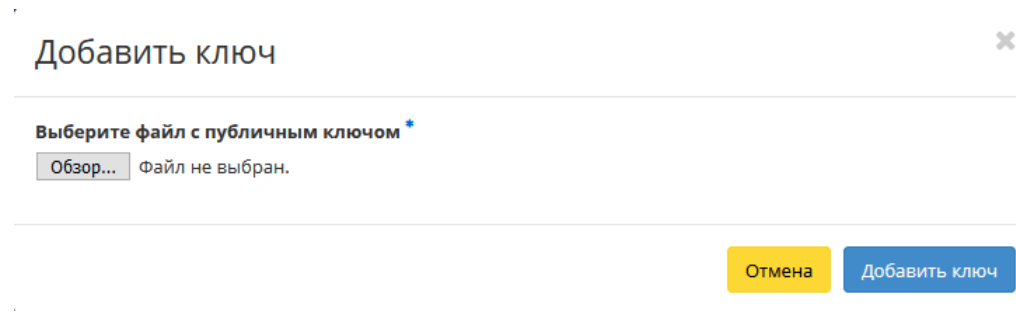 Добавить ключ
Выберите файл с публичным ключом *
Обзор... Файл не выбран.
Отмена Добавить ключ